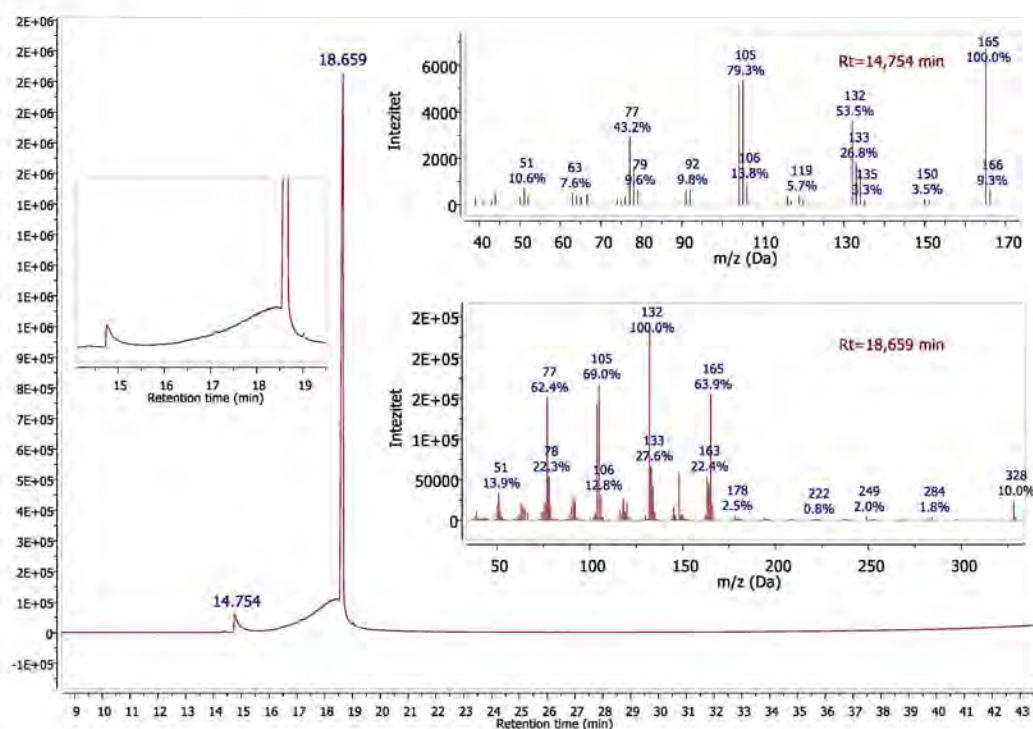 2E+06
2E+06
2E+06
2E+06
2E+06
2E+06
1E+06
1E+06
1E+06
1E+06
1E+06
9E+05
8E+05
7E+05
6E+05
5E+05
4E+05
3E+05
2E+05
1E+05
0
-1E+05
18.659
14.754
9 10 11 12 13 14 15 16 17 18 19 20 21 22 23 24 25 26 27 28 29 30 31 32 33 34 35 36 37 38 39 40 41 42 43
Retention time (min)
15 16 17 18 19
Retention time (min)
Rt=14,754 min
Intezitet
6000
4000
2000
0
51
10.6%
63
7.6%
77
43.2%
79
9.6%
92
9.8%
105
79.3%
106
13.8%
119
5.7%
132
53.5%
133
26.8%
135
3.3%
150
3.5%
165
100.0%
166
9.3%
40 50 60 70 80 90 110 130 150 170
m/z (Da)
Rt=18,659 min
Intezitet
2E+05
2E+05
2E+05
1E+05
50000
0
51
13.9%
77
62.4%
78
22.3%
105
69.0%
106
12.8%
132
100.0%
133
27.6%
165
63.9%
163
22.4%
178
2.5%
222
0.8%
249
2.0%
284
1.8%
328
10.0%
50 100 150 200 250 300
m/z (Da)